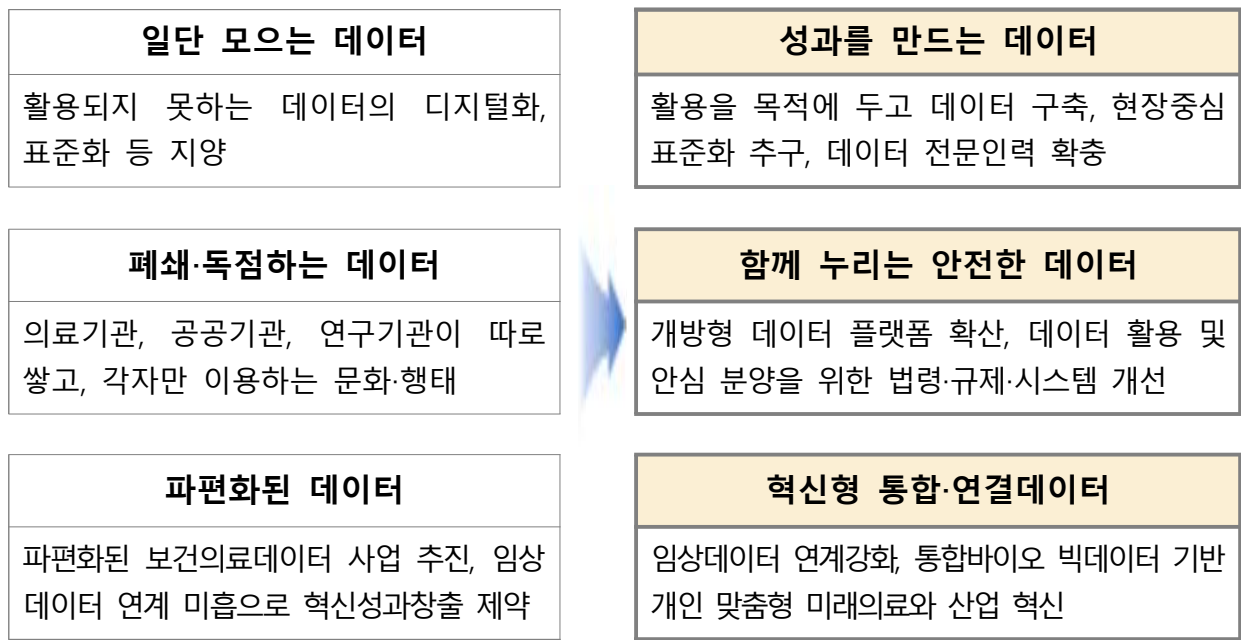 일단 모으는 데이터
활용되지 못하는 데이터의 디지털화,
표준화 등 지양
성과를 만드는 데이터
활용을 목적에 두고 데이터 구축, 현장중심
표준화 추구, 데이터 전문인력 확충
폐쇄·독점하는 데이터
의료기관, 공공기관, 연구기관이 따로
쌓고, 각자만 이용하는 문화·행태
함께 누리는 안전한 데이터
개방형 데이터 플랫폼 확산, 데이터 활용 및
안심 분양을 위한 법령·규제·시스템 개선
파편화된 데이터
파편화된 보건의료데이터 사업 추진, 임상
데이터 연계 미흡으로 혁신성과창출 제약
혁신형 통합·연결데이터
임상데이터 연계강화, 통합바이오 빅데이터 기반
개인 맞춤형 미래의료와 산업 혁신